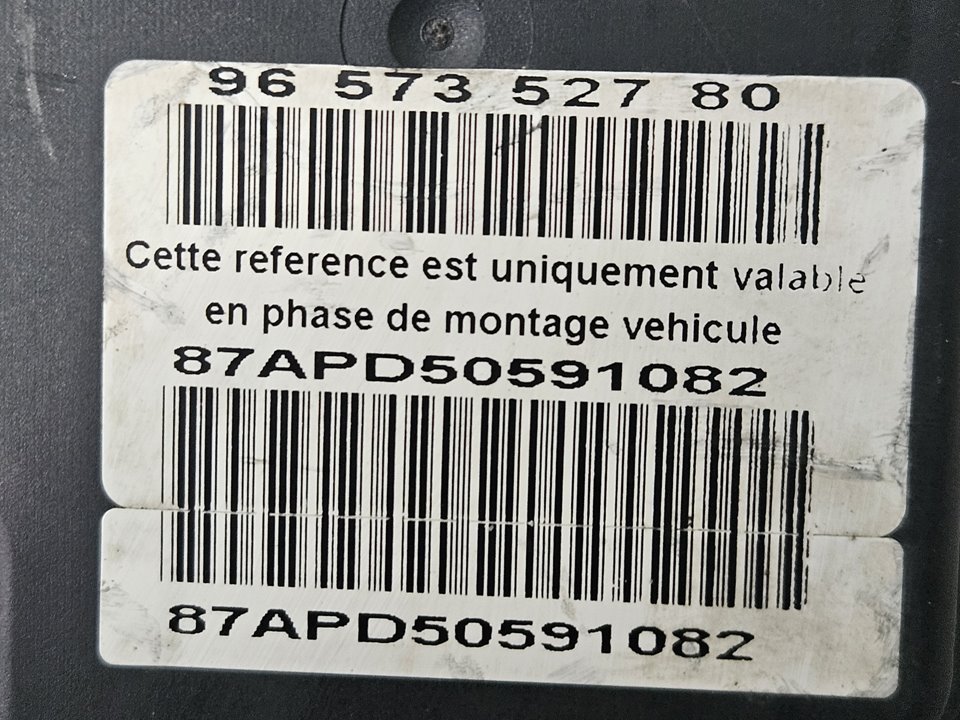 96 573 527 80
Cette reference est uniquement valable
en phase de montage vehicule
87APD50591082
87APD50591082